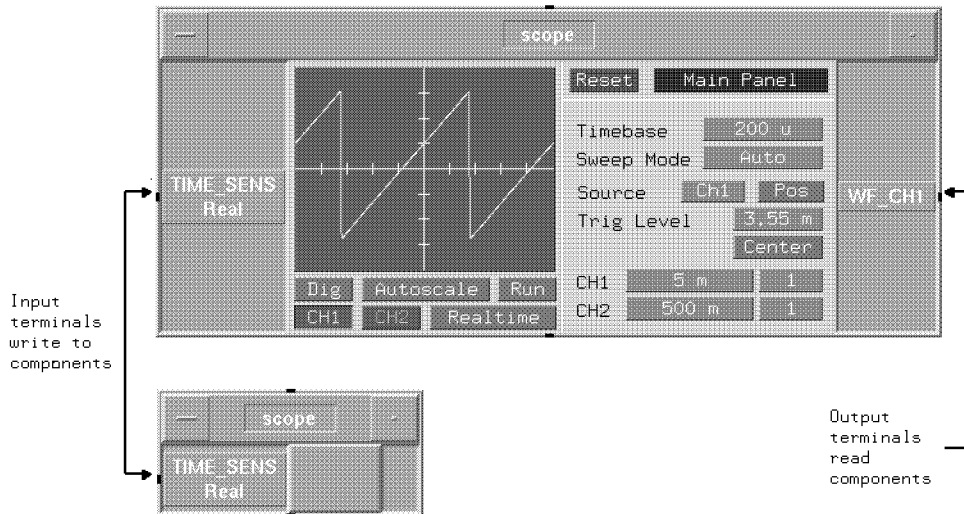 scope
Reset Main Panel
Timebase 200 u
Sweep Mode Auto
TIME_SENS
Real
Source Ch1 Pos
WF_CH1
Trig Level 3.55 m
Center
Dig Autoscale Run
CH1 5 m 1
CH1 CH2 Realtime
CH2 500 m 1
Input
terminals
write to
components
scope
TIME_SENS
Real
Output
terminals
read
components